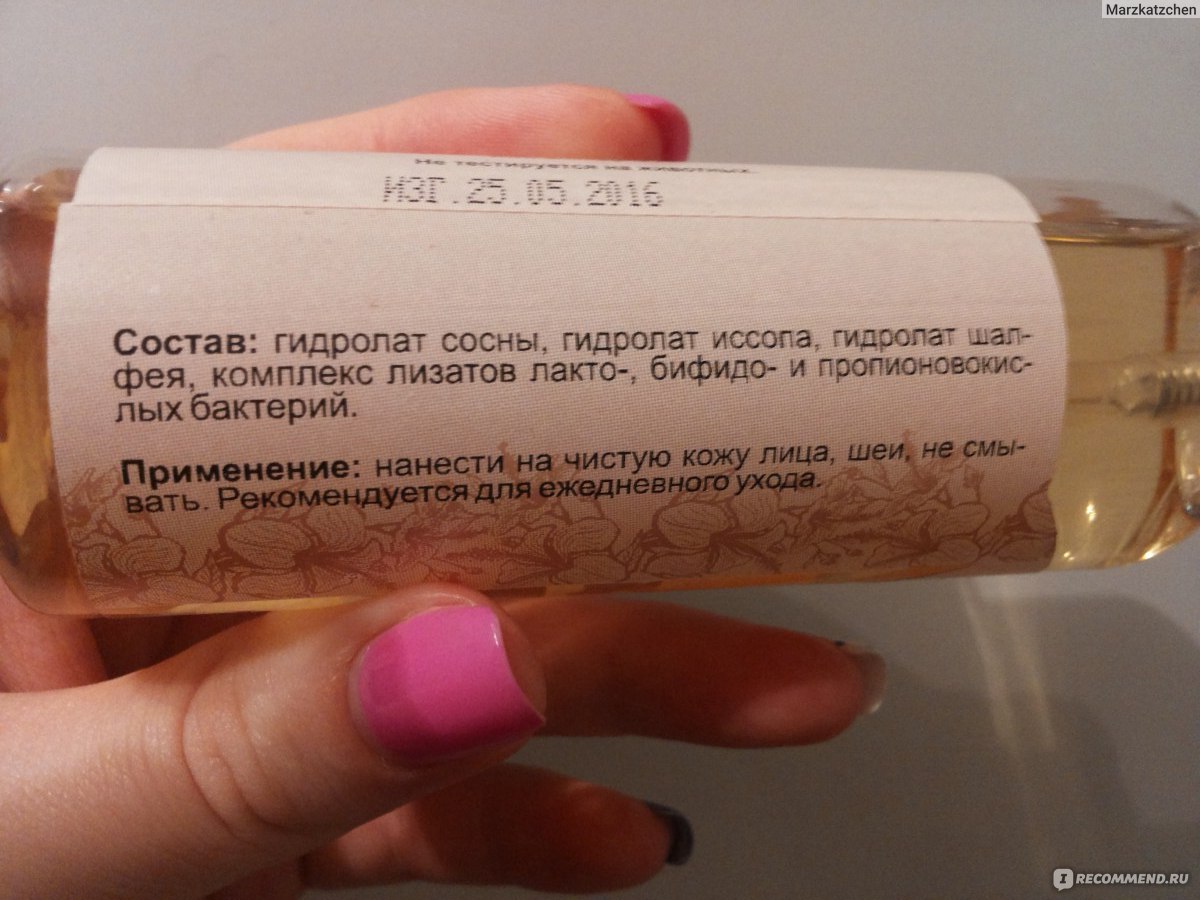 Marzkatzchen
Не тестируется на животных.
ИЗГ.25.05.2016
Состав: гидролат сосны, гидролат иссопа, гидролат шал-
фея, комплекс лизатов лакто-, бифидо- и пропионовокис-
лых бактерий.
Применение: нанести на чистую кожу лица, шеи, не смы-
вать. Рекомендуется для ежедневного ухода.
IRECOMMEND.RU